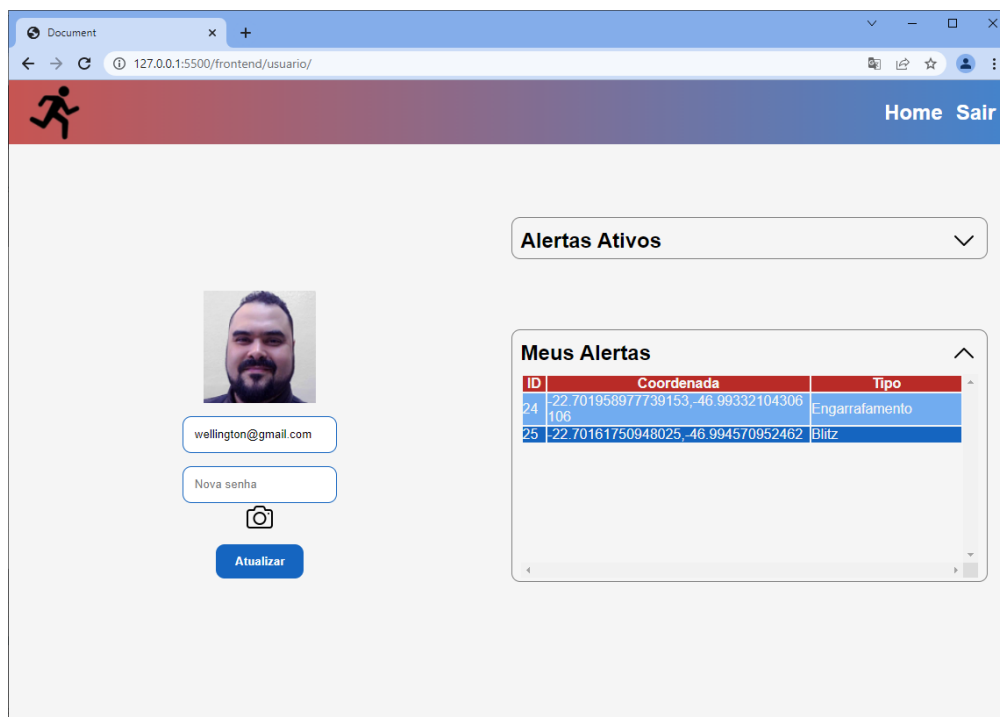 Document
127.0.0.1:5500/frontend/usuario/
Home Sair
Alertas Ativos
wellington@gmail.com
Nova senha
Atualizar
Meus Alertas
ID Coordenada Tipo
24 -22.701958977739153,-46.99332104306
106 Engarrafamento
25 -22.70161750948025,-46.994570952462 Blitz